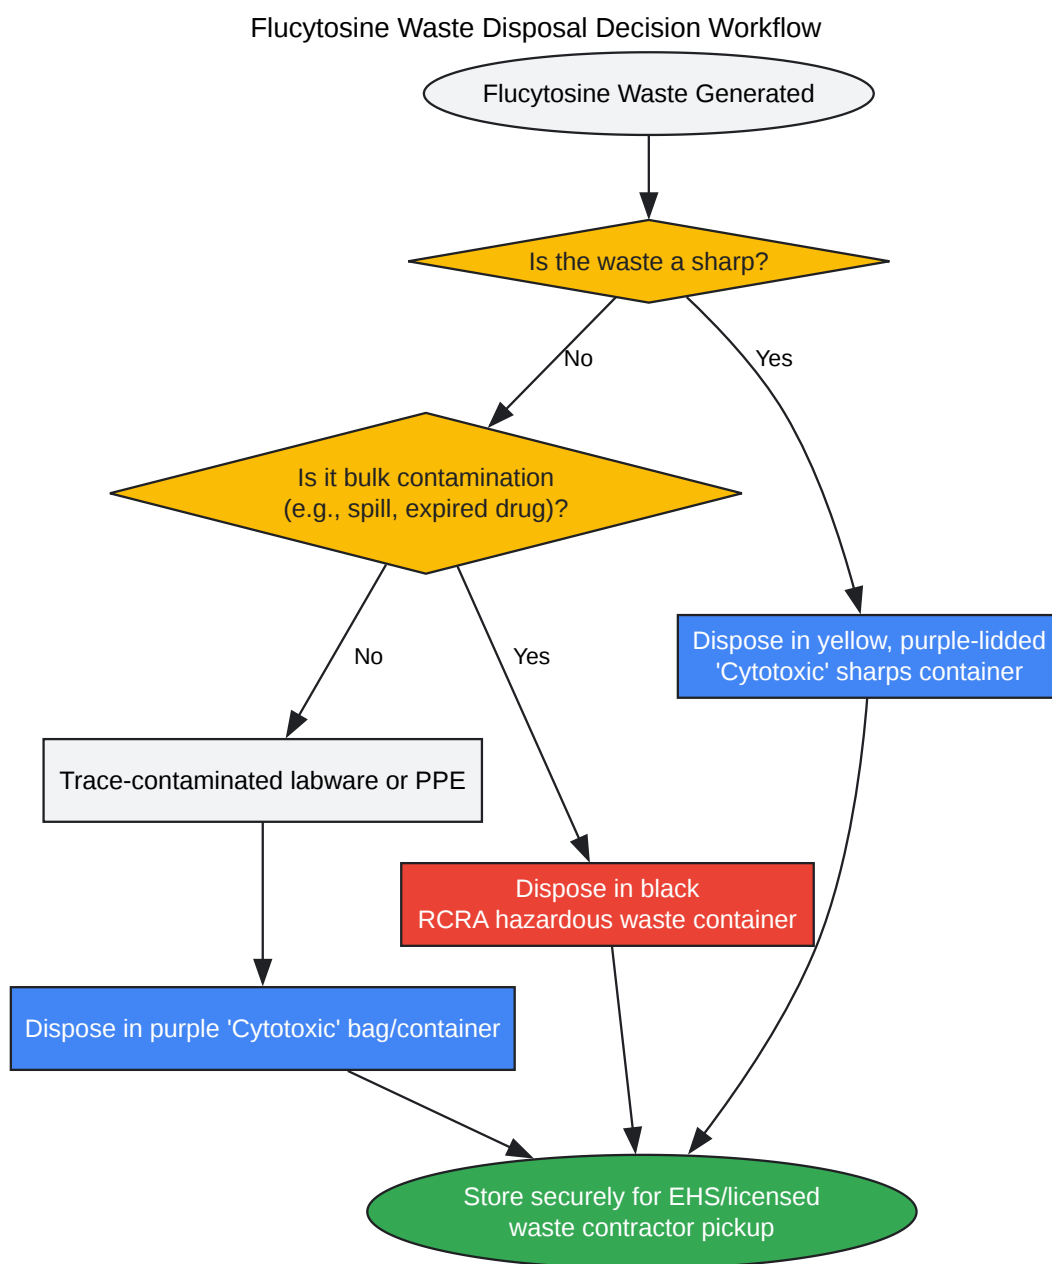 Flucytosine Waste Disposal Decision Workflow
Flucytosine Waste Generated
Is the waste a sharp?
No
Yes
Is it bulk contamination
(e.g., spill, expired drug)?
No
Yes
Dispose in yellow, purple-lidded
'Cytotoxic' sharps container
Trace-contaminated labware or PPE
Dispose in black
RCRA hazardous waste container
Dispose in purple 'Cytotoxic' bag/container
Store securely for EHS/licensed
waste contractor pickup